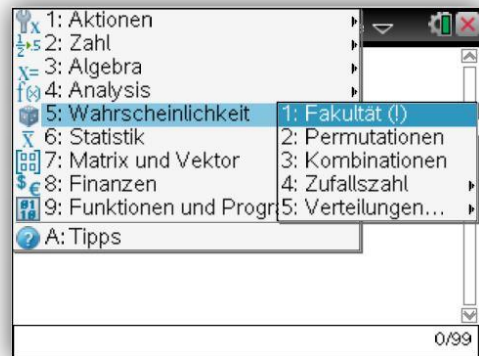 1: Aktionen
2: Zahl
3: Algebra
4: Analysis
5: Wahrscheinlichkeit
6: Statistik
7: Matrix und Vektor
8: Finanzen
9: Funktionen und Progr
A: Tipps
1: Fakultät (!)
2: Permutationen
3: Kombinationen
4: Zufallszahl
5: Verteilungen...
0/99